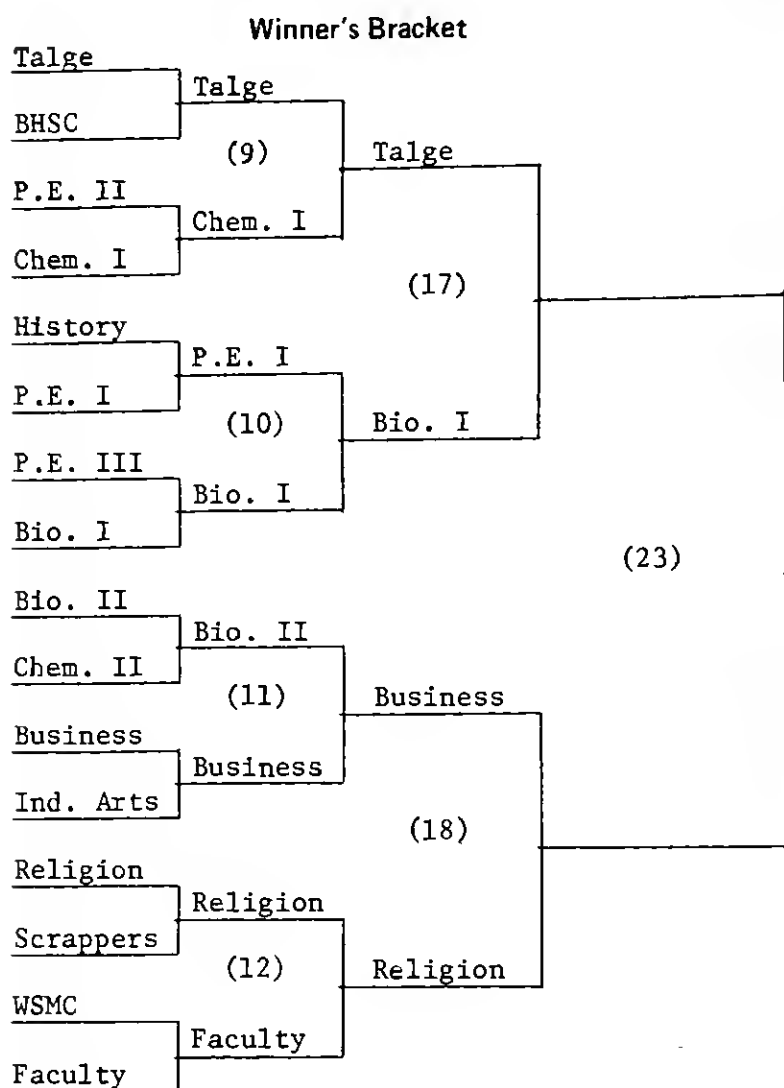 Winner's Bracket
Talge
Talge
BHSC
(9)
Talge
P.E. II
Chem. I
Chem. I
(17)
History
P.E. I
P.E. I
(10)
Bio. I
P.E. III
Bio. I
Bio. I
(23)
Bio. II
Bio. II
Chem. II
(11)
Business
Business
Business
Ind. Arts
(18)
Religion
Religion
Scrappers
(12)
Religion
WSMC
Faculty
Faculty